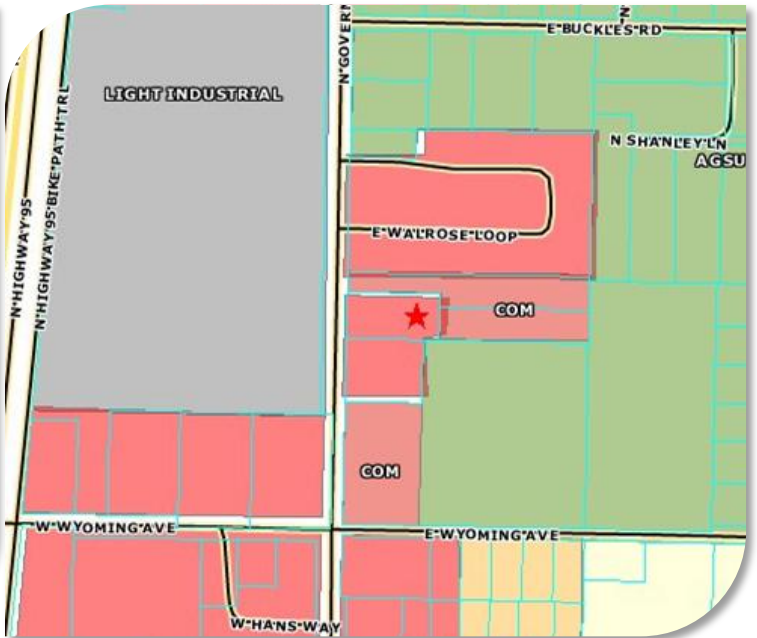 E BUCKLES RD
N
N GOVERN
LIGHT INDUSTRIAL
N HIGHWAY 95 BIKE PATH TRL
N HIGHWAY 95
N SHANLEY LN
AGSU
E WALROSE LOOP
COM
COM
W WYOMING AVE
E WYOMING AVE
W HANS WAY